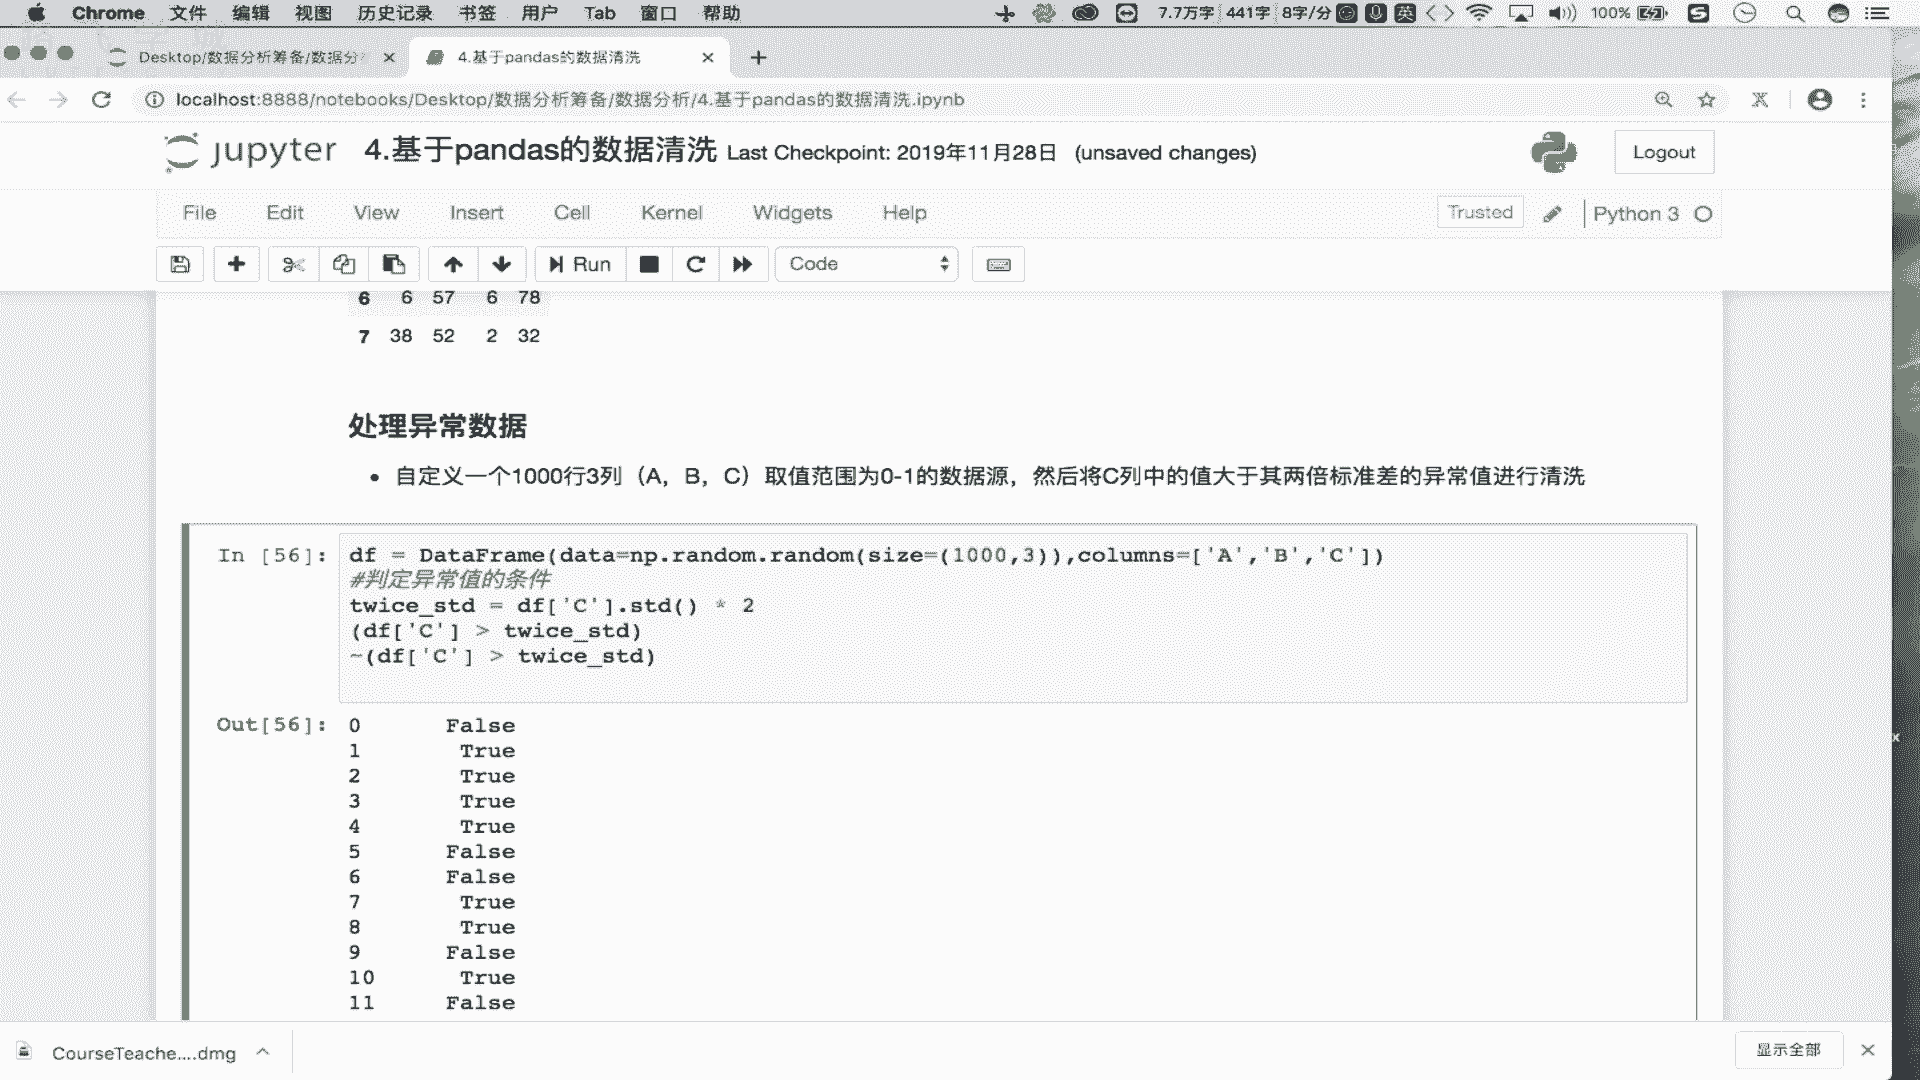 Chrome 文件 编辑 视图 历史记录 书签 用户 Tab 窗口 帮助 7.7万字 441字 8字/分 英 100%
Desktop/数据分析筹备/数据分 4.基于pandas的数据清洗
localhost:8888/notebooks/Desktop/数据分析筹备/数据分析/4.基于pandas的数据清洗.ipynb
jupyter 4.基于pandas的数据清洗 Last Checkpoint: 2019年11月28日 (unsaved changes) Logout
File Edit View Insert Cell Kernel Widgets Help Trusted Python 3
Run Code
6 6 57 6 78
7 38 52 2 32
处理异常数据
• 自定义一个1000行3列（A，B，C）取值范围为0-1的数据源，然后将C列中的值大于其两倍标准差的异常值进行清洗
In [56]: df = DataFrame(data=np.random.random(size=(1000,3)),columns=['A','B','C'])
#判定异常值的条件
twice_std = df['C'].std() * 2
(df['C'] > twice_std)
~(df['C'] > twice_std)
Out[56]: 0 False
1 True
2 True
3 True
4 True
5 False
6 False
7 True
8 True
9 False
10 True
11 False
CourseTeache....dmg 显示全部